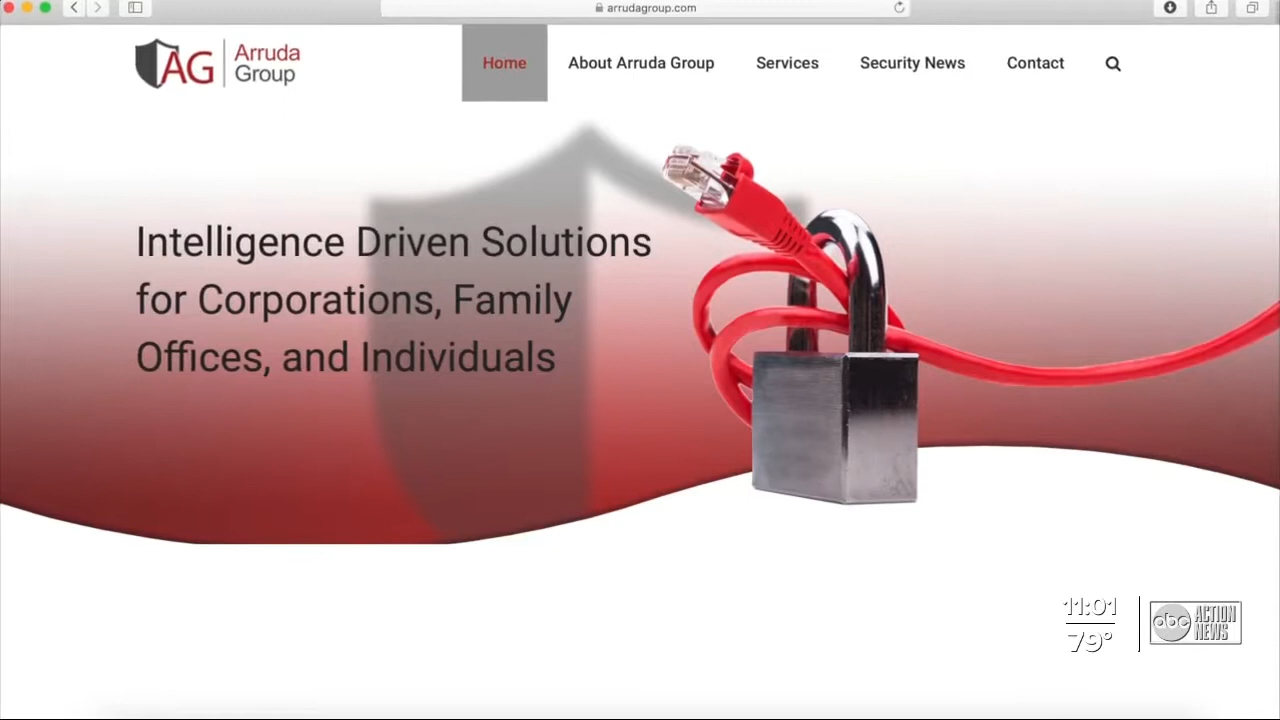 arrudagroup.com
AG
Arruda
Group
Home
About Arruda Group
Services
Security News
Contact
Intelligence Driven Solutions
for Corporations, Family
Offices, and Individuals
11:01
79°
abc
ACTION
NEWS